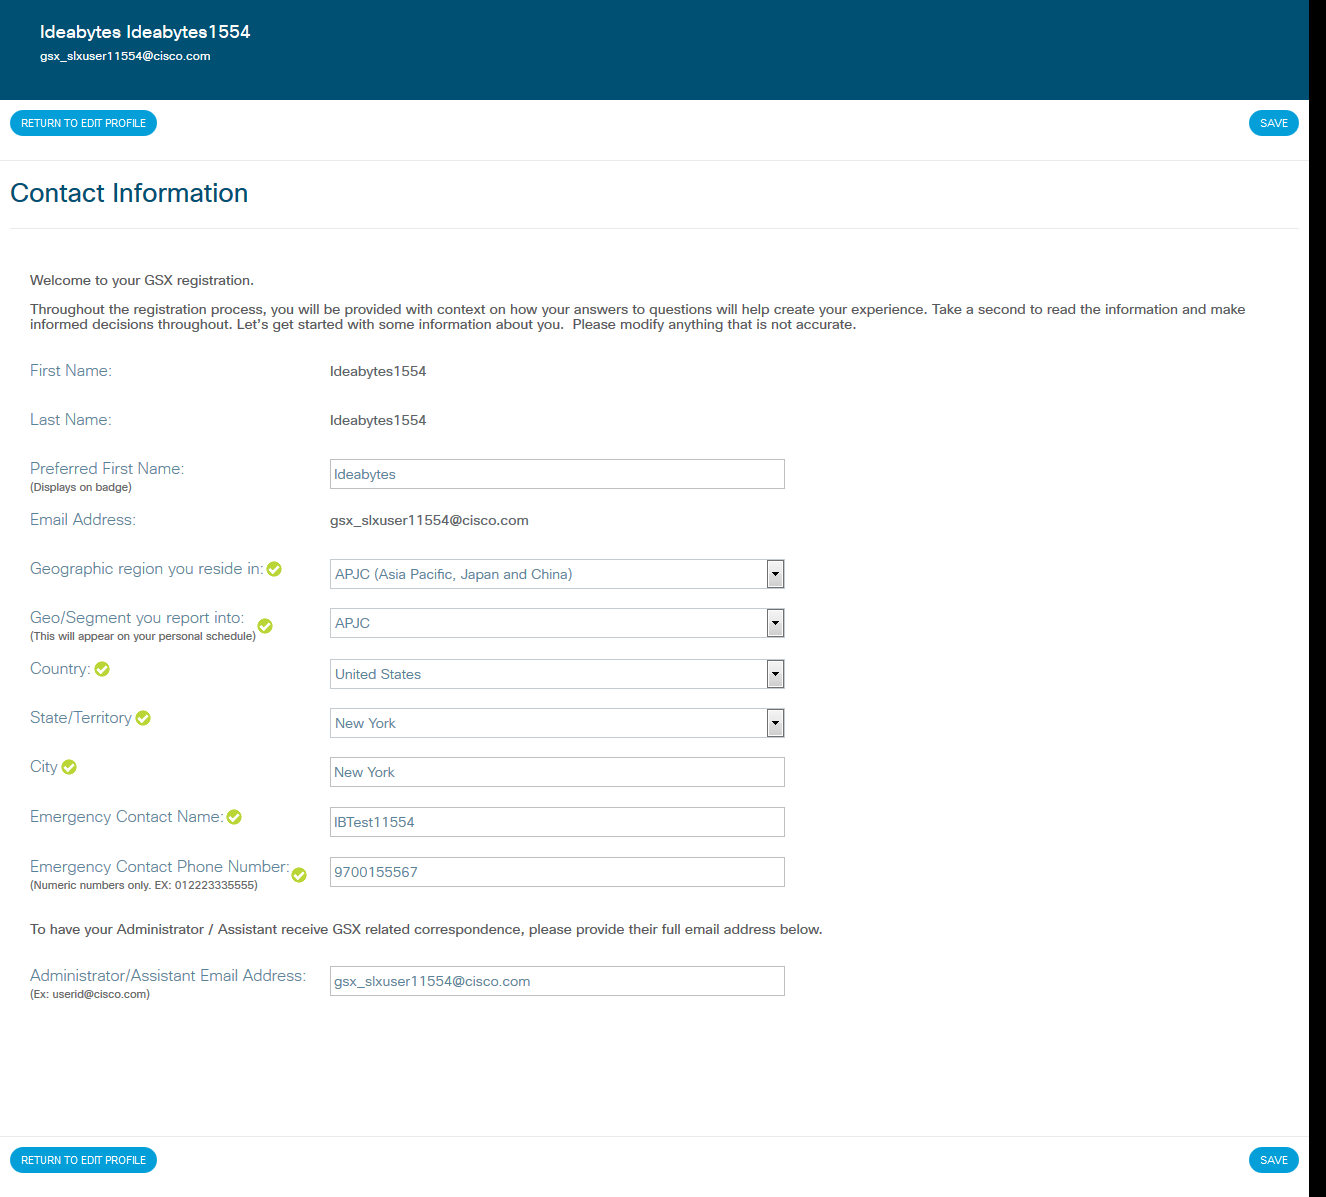 Ideabytes Ideabytes1554
gsx_slxuser11554@cisco.com
RETURN TO EDIT PROFILE
SAVE
Contact Information
Welcome to your GSX registration.
Throughout the registration process, you will be provided with context on how your answers to questions will help create your experience. Take a second to read the information and make
informed decisions throughout. Let's get started with some information about you.  Please modify anything that is not accurate.
First Name: Ideabytes1554
Last Name: Ideabytes1554
Preferred First Name: Ideabytes
(Displays on badge)
Email Address: gsx_slxuser11554@cisco.com
Geographic region you reside in: APJC (Asia Pacific, Japan and China)
Geo/Segment you report into: APJC
(This will appear on your personal schedule)
Country: United States
State/Territory New York
City New York
Emergency Contact Name: IBTest11554
Emergency Contact Phone Number: 9700155567
(Numeric numbers only. EX: 012223335555)
To have your Administrator / Assistant receive GSX related correspondence, please provide their full email address below.
Administrator/Assistant Email Address: gsx_slxuser11554@cisco.com
(Ex: userid@cisco.com)
RETURN TO EDIT PROFILE
SAVE